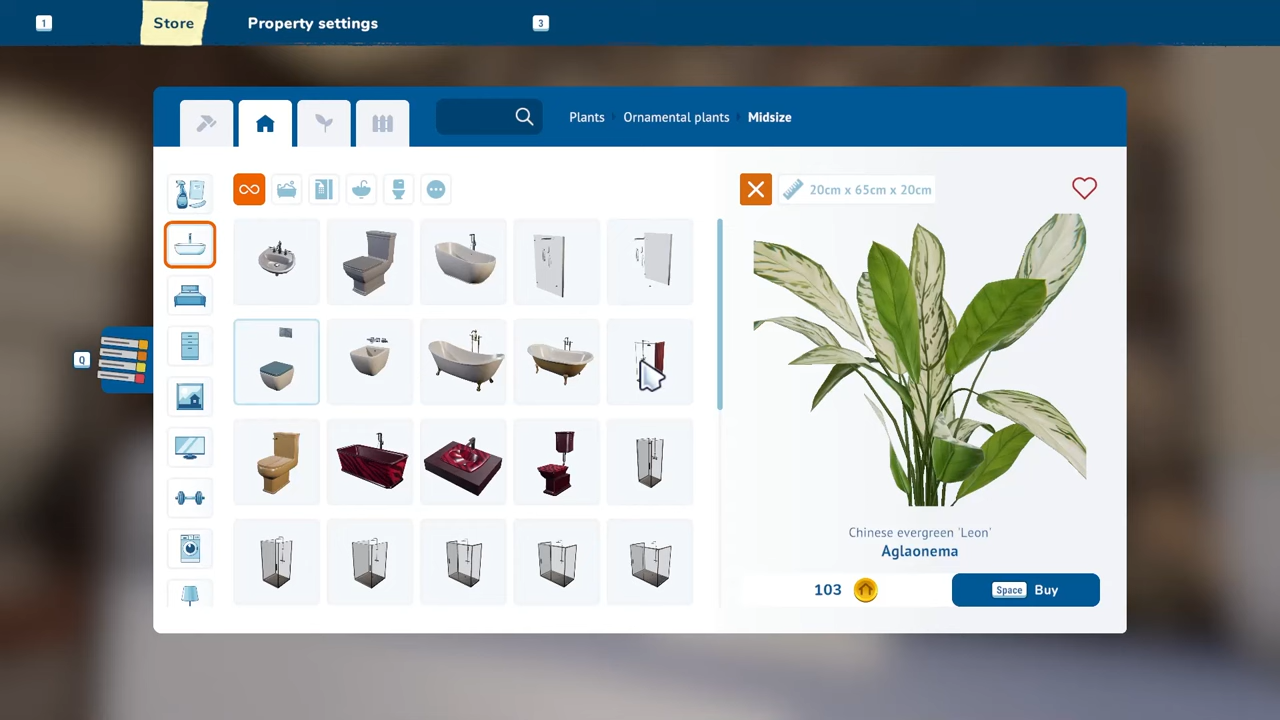 1
Store
Property settings
3
Plants
Ornamental plants
Midsize
20cm x 65cm x 20cm
Q
Chinese evergreen 'Leon'
Aglaonema
103
Space
Buy